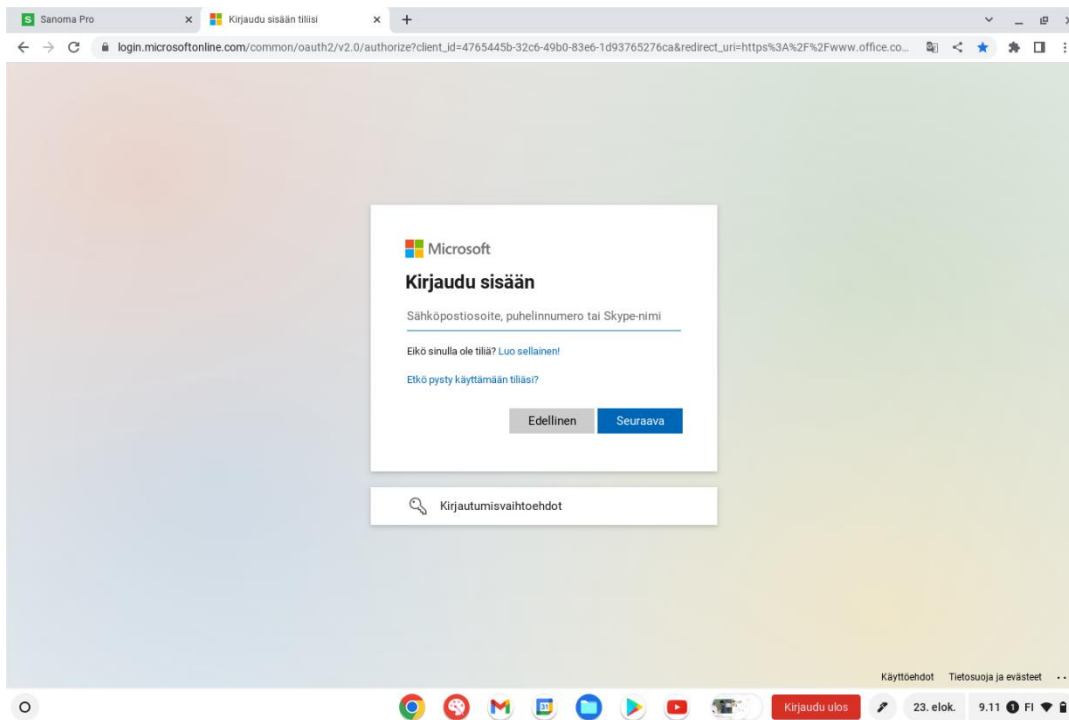 Sanoma Pro
Kirjaudu sisään tiliisi
login.microsoftonline.com/common/oauth2/v2.0/authorize?client_id=4765445b-32c6-49b0-83e6-1d93765276ca&redirect_uri=https%3A%2F%2Fwww.office.co...
Microsoft
Kirjaudu sisään
Sähköpostiosoite, puhelinnumero tai Skype-nimi
Eikö sinulla ole tiliä? Luo sellainen!
Etkö pysty käyttämään tiliäsi?
Edellinen Seuraava
Kirjautumisvaihtoehdot
Käyttöehdot Tietosuoja ja evästeet
Kirjaudu ulos 23. elok. 9.11 1 FI